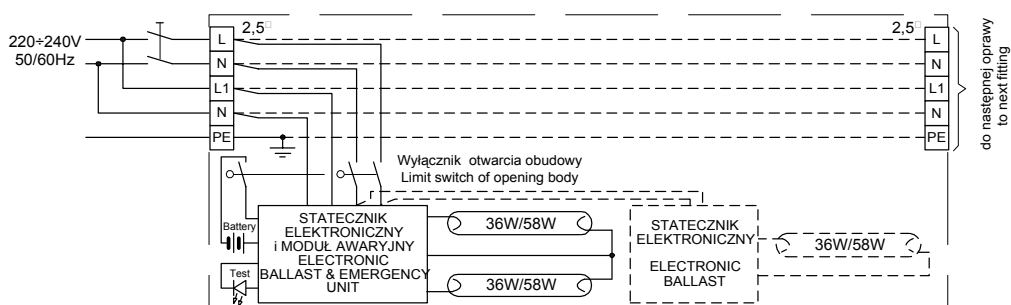 220÷240V
50/60Hz
L
N
L1
N
PE
2,5□
2,5□
L
N
L1
N
PE
do następnej oprawy
to next fitting
Wyłącznik otwarcia obudowy
Limit switch of opening body
Battery
Test
STATECZNIK
ELEKTRONICZNY
i MODUŁ AWARYJNY
ELECTRONIC
BALLAST & EMERGENCY
UNIT
36W/58W
36W/58W
STATECZNIK
ELEKTRONICZNY
ELECTRONIC
BALLAST
36W/58W